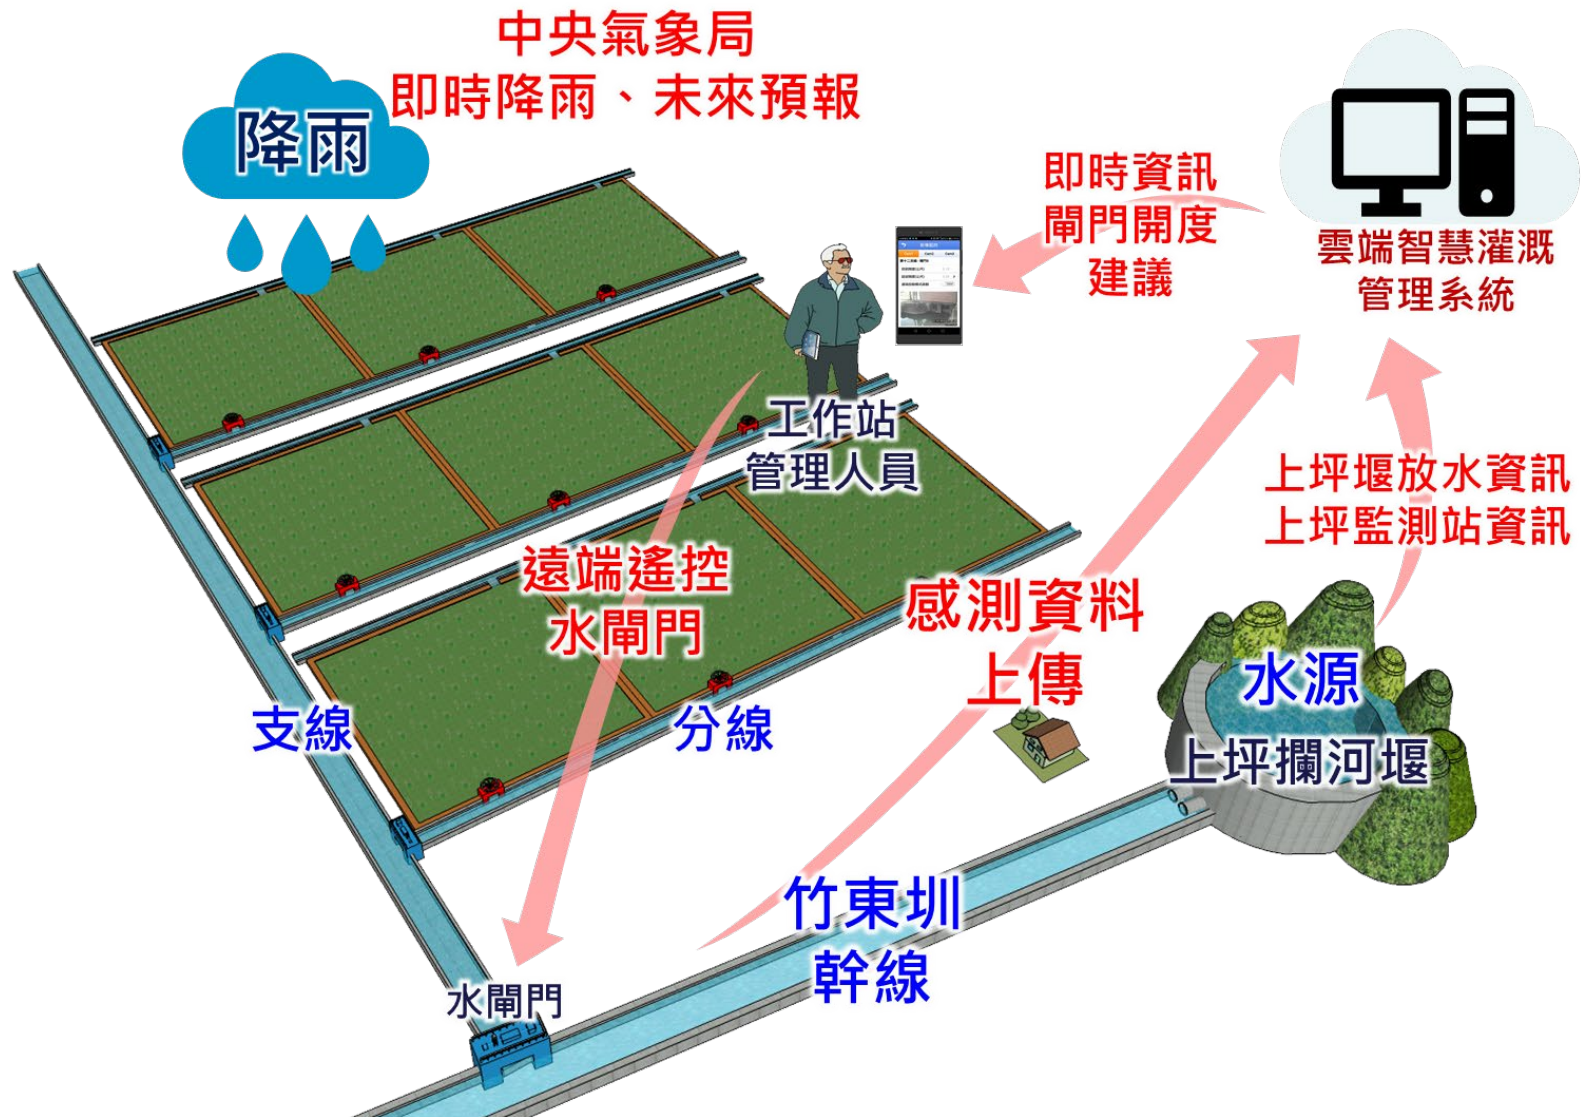 中央氣象局
即時降雨、未來預報
降雨
即時資訊
閘門開度
建議
雲端智慧灌溉
管理系統
工作站
管理人員
上坪堰放水資訊
上坪監測站資訊
遠端遙控
水閘門
感測資料
上傳
水源
上坪攔河堰
支線
分線
竹東圳
幹線
水閘門